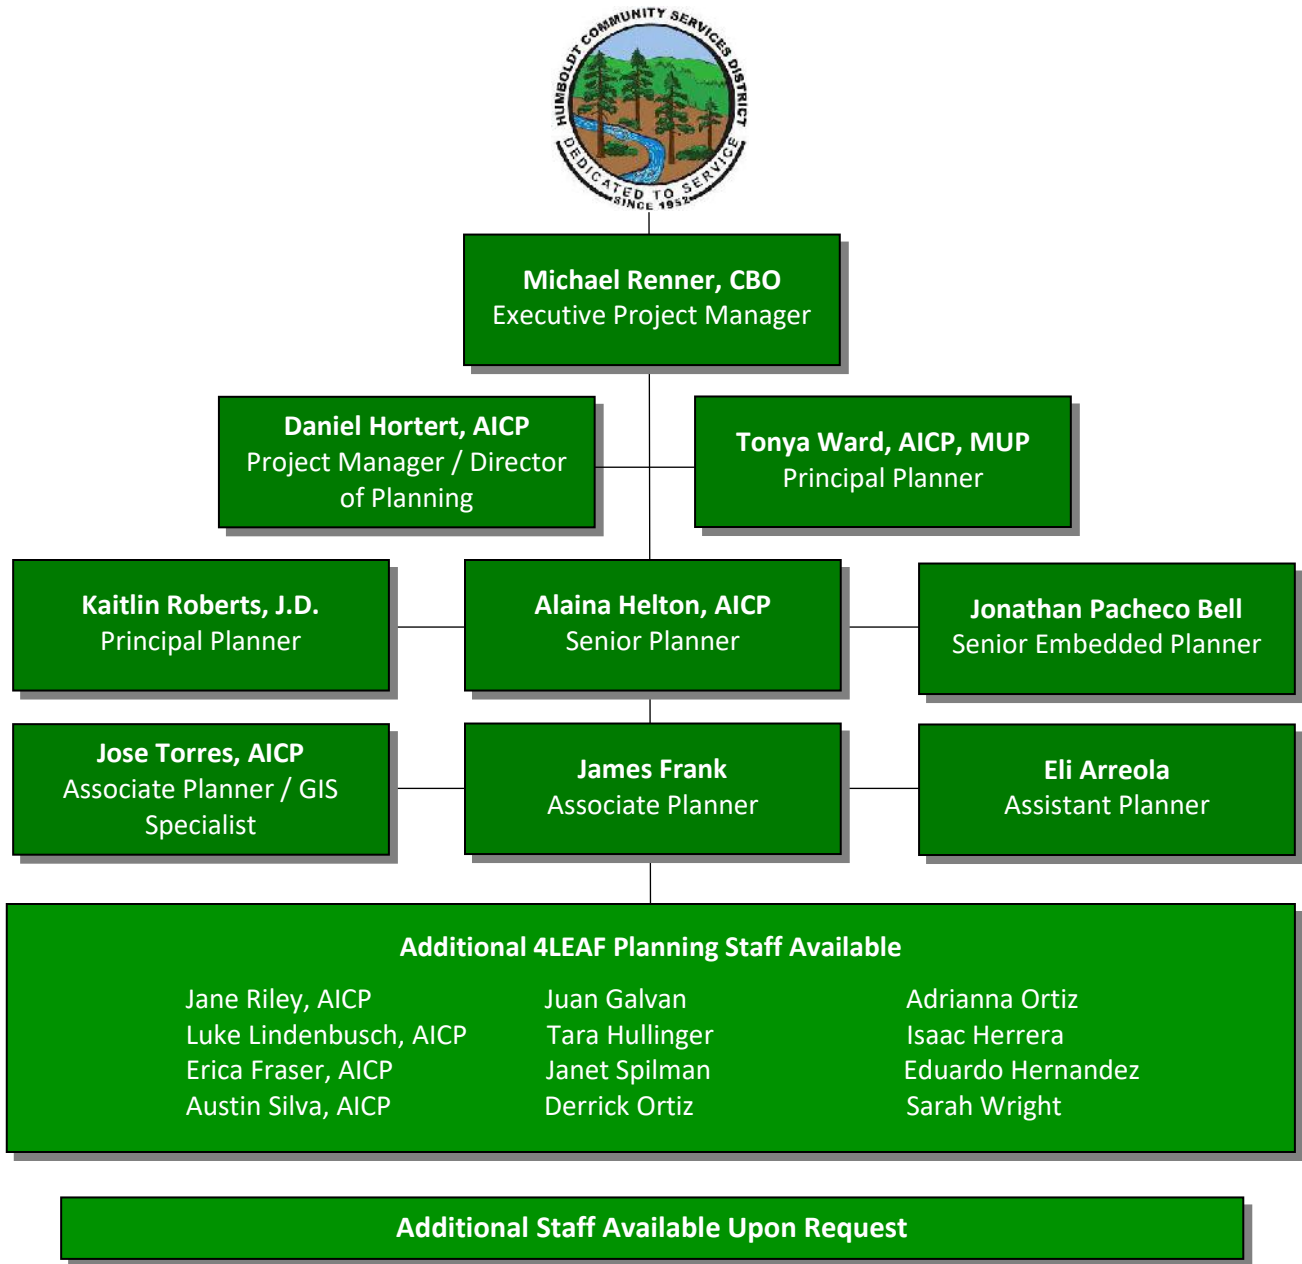 HUMBOLDT COMMUNITY SERVICES DISTRICT
DEDICATED TO SERVICE
SINCE 1952
Michael Renner, CBO
Executive Project Manager
Daniel Hortert, AICP
Project Manager / Director
of Planning
Tonya Ward, AICP, MUP
Principal Planner
Kaitlin Roberts, J.D.
Principal Planner
Alaina Helton, AICP
Senior Planner
Jonathan Pacheco Bell
Senior Embedded Planner
Jose Torres, AICP
Associate Planner / GIS
Specialist
James Frank
Associate Planner
Eli Arreola
Assistant Planner
Additional 4LEAF Planning Staff Available
Jane Riley, AICP
Luke Lindenbusch, AICP
Erica Fraser, AICP
Austin Silva, AICP
Juan Galvan
Tara Hullinger
Janet Spilman
Derrick Ortiz
Adrianna Ortiz
Isaac Herrera
Eduardo Hernandez
Sarah Wright
Additional Staff Available Upon Request